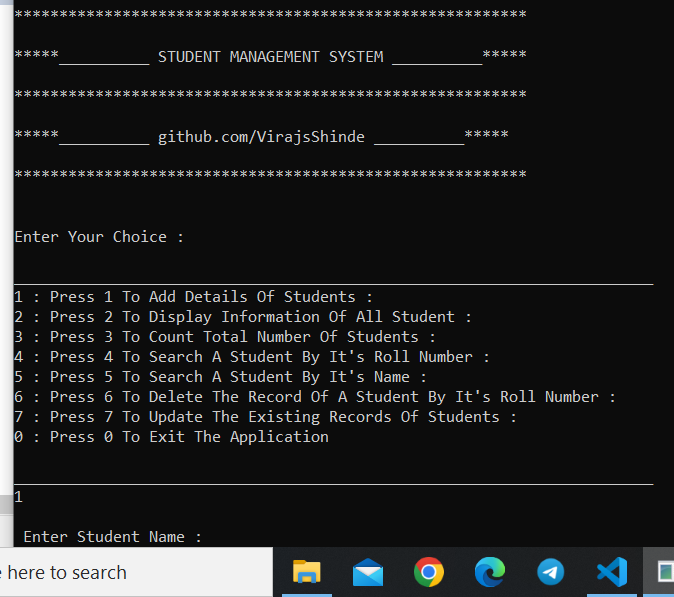 *********************************************************
*****__________ STUDENT MANAGEMENT SYSTEM __________*****
*********************************************************
*****__________ github.com/VirajsShinde __________*****
*********************************************************
Enter Your Choice :
_______________________________________________________________________
1 : Press 1 To Add Details Of Students :
2 : Press 2 To Display Information Of All Student :
3 : Press 3 To Count Total Number Of Students :
4 : Press 4 To Search A Student By It's Roll Number :
5 : Press 5 To Search A Student By It's Name :
6 : Press 6 To Delete The Record Of A Student By It's Roll Number :
7 : Press 7 To Update The Existing Records Of Students :
0 : Press 0 To Exit The Application
_______________________________________________________________________
1
Enter Student Name :
here to search